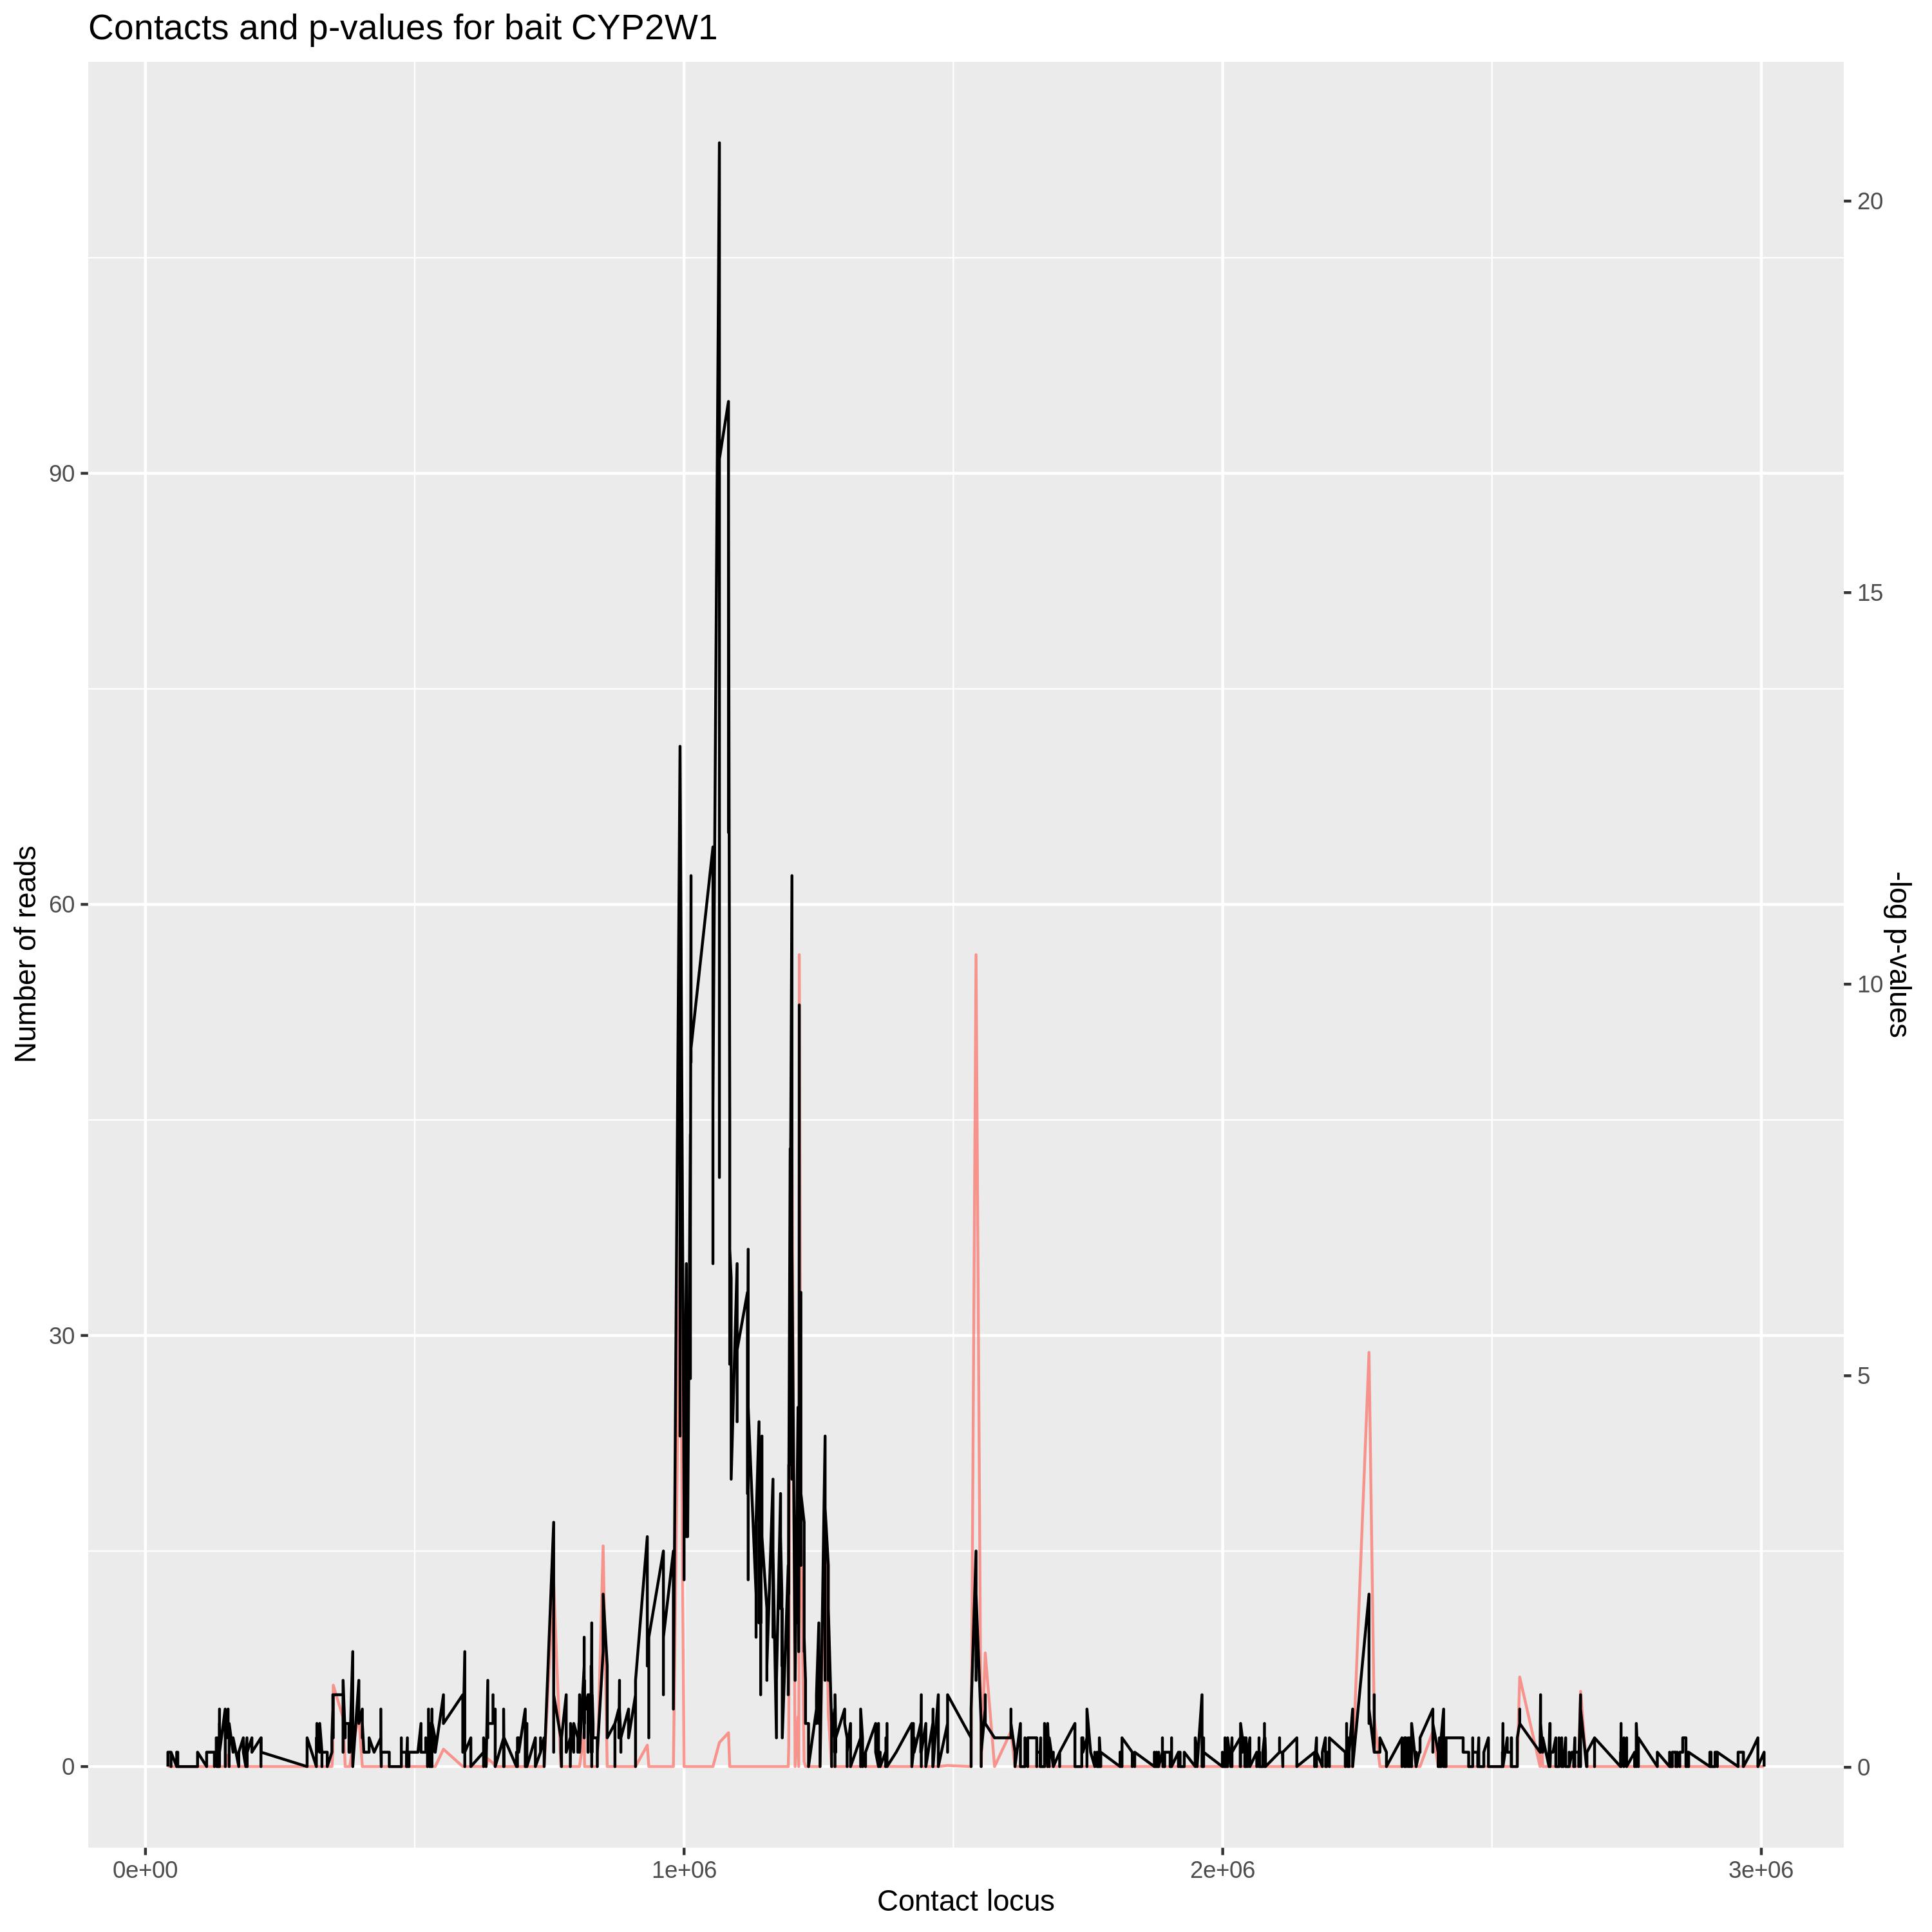 Contacts and p-values for bait CYP2W1
Number of reads
90
60
30
0
20
15
10
5
0
-log p-values
0e+00
1e+06
2e+06
3e+06
Contact locus